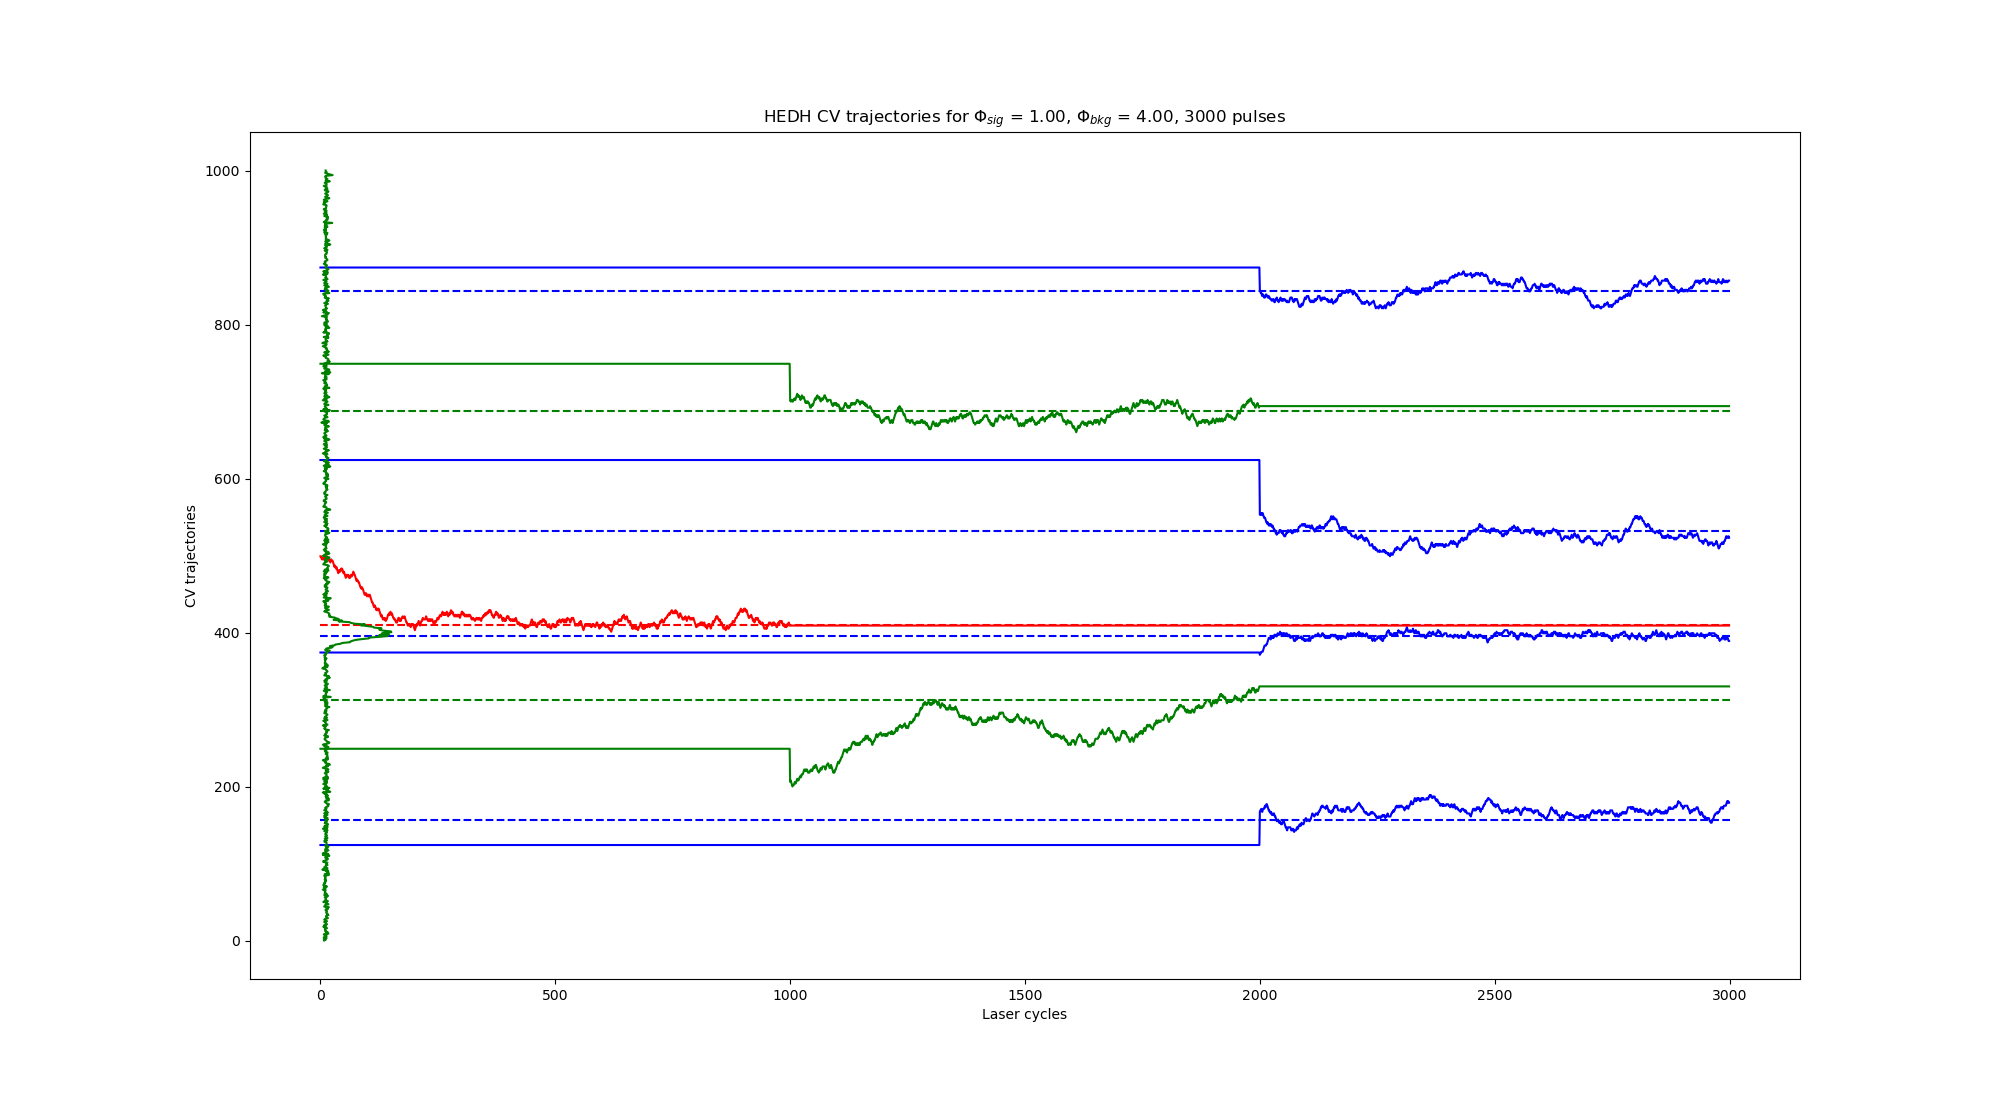 HEDH CV trajectories for Φsig = 1.00, Φbkg = 4.00, 3000 pulses
1000
800
600
400
200
0
CV trajectories
0 500 1000 1500 2000 2500 3000
Laser cycles